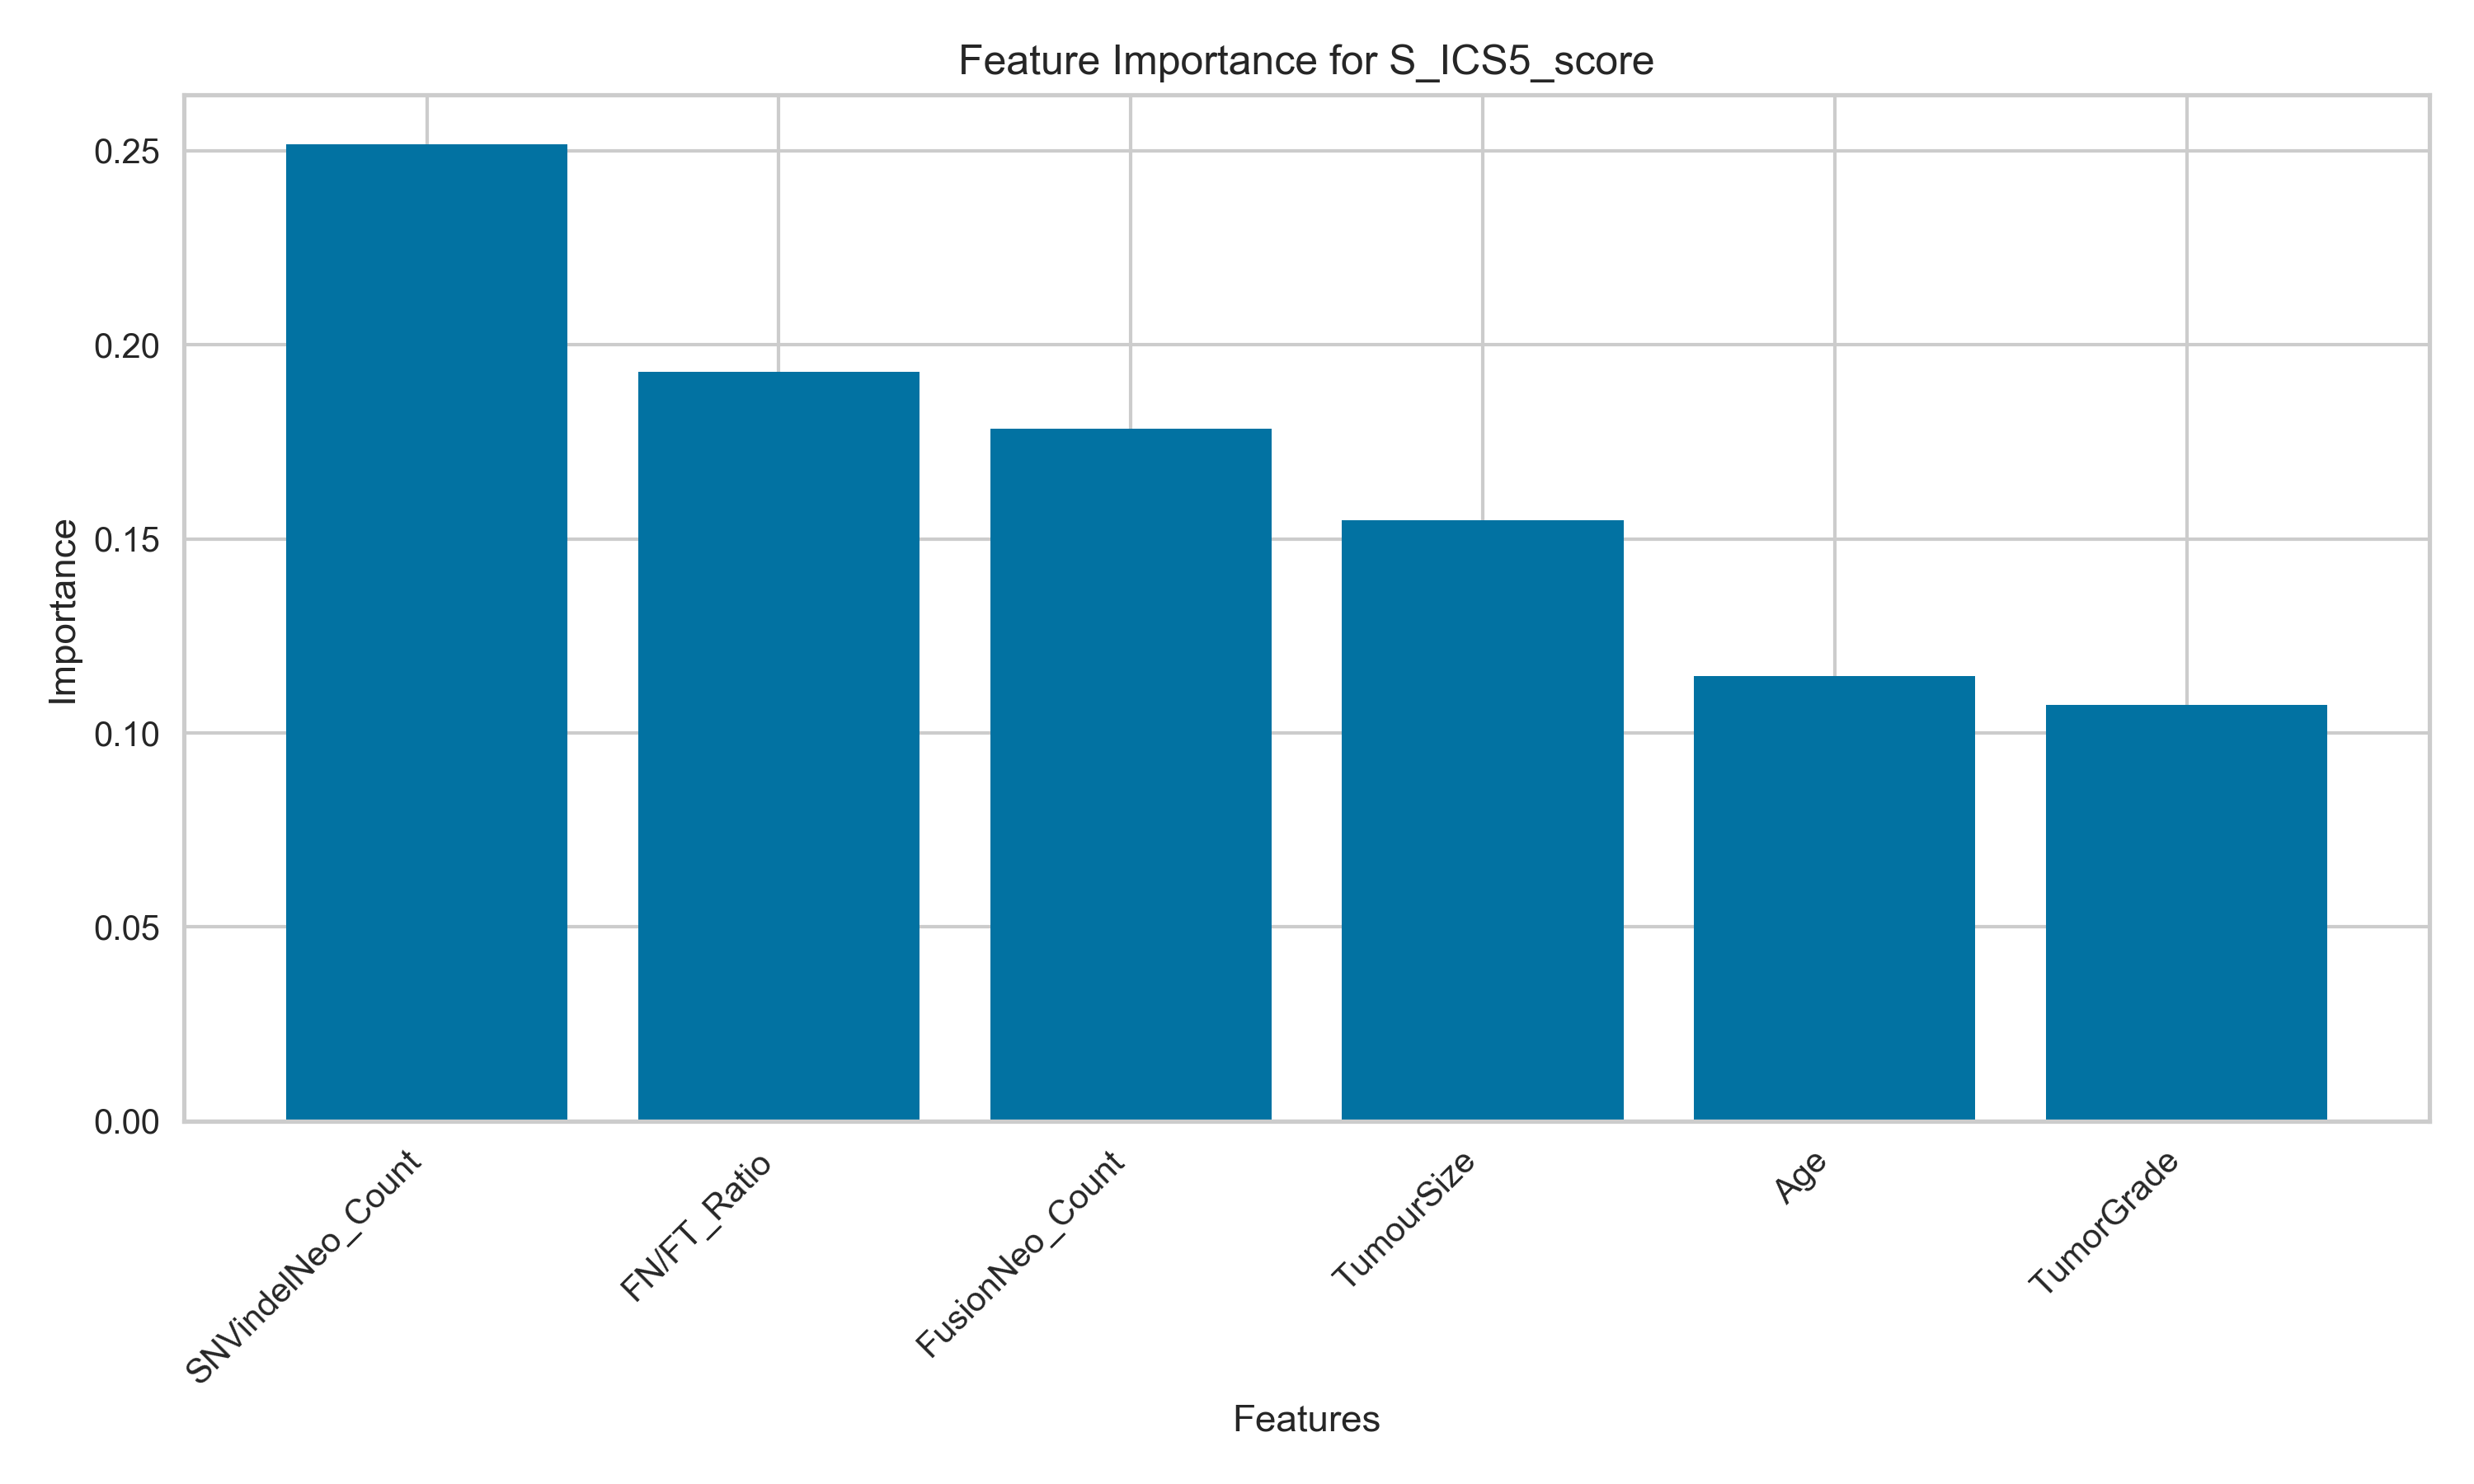 Feature Importance for S_ICS5_score
Importance
0.25
0.20
0.15
0.10
0.05
0.00
SNVindelNeo_Count
FN/FT_Ratio
FusionNeo_Count
TumourSize
Age
TumorGrade
Features